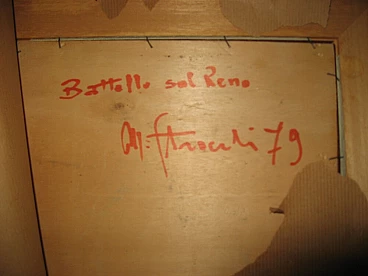 Battello sul Reno
M. 79